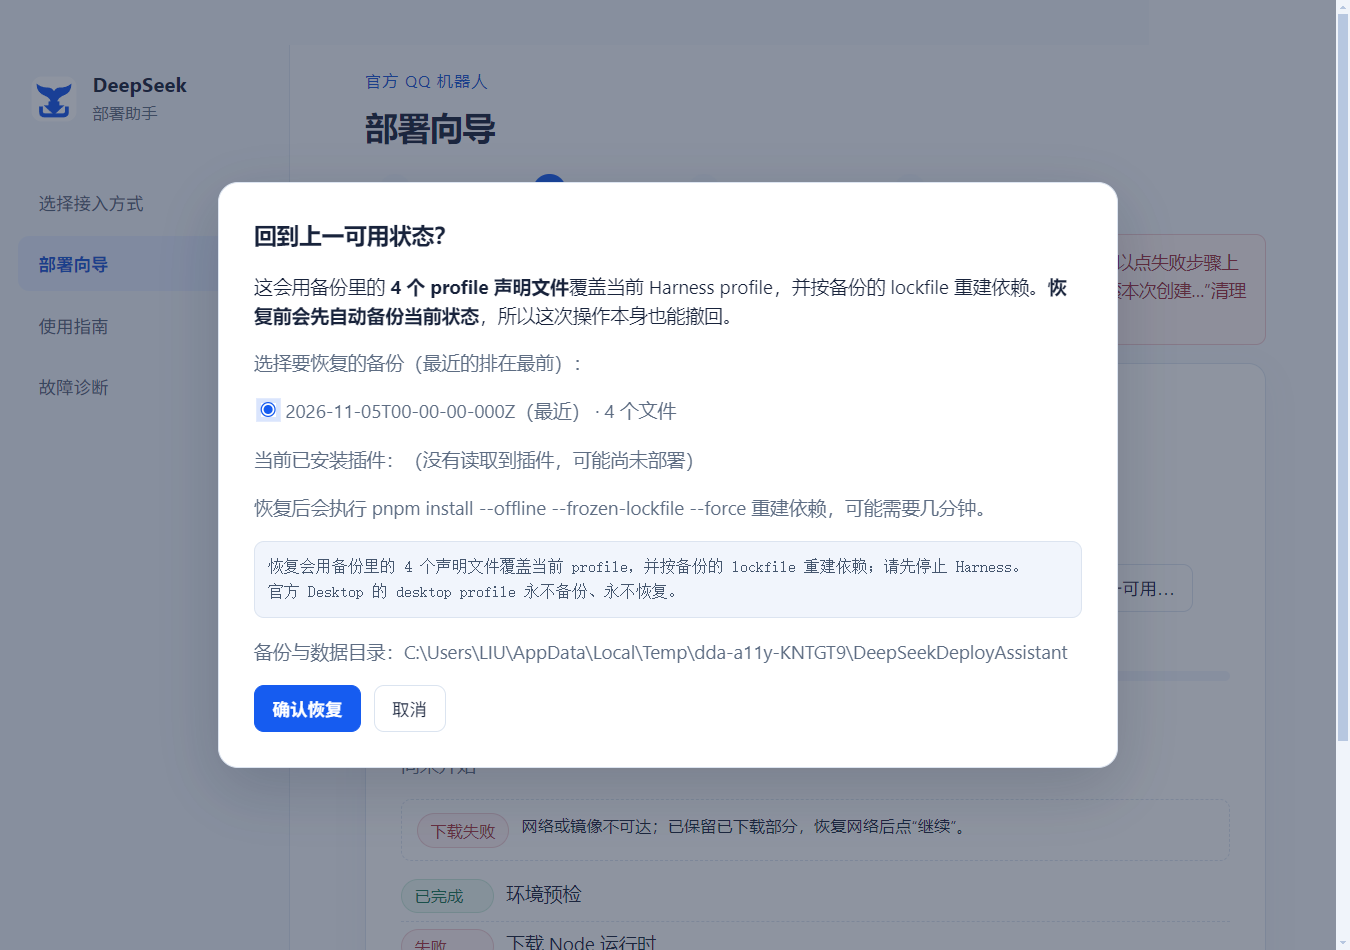 DeepSeek
部署助手
选择接入方式
部署向导
使用指南
故障诊断
官方 QQ 机器人
部署向导
以点失败步骤上
本次创建…”清理
回到上一可用状态?
这会用备份里的 4 个 profile 声明文件覆盖当前 Harness profile，并按备份的 lockfile 重建依赖。恢
复前会先自动备份当前状态，所以这次操作本身也能撤回。
选择要恢复的备份（最近的排在最前）：
2026-11-05T00-00-00-000Z（最近） · 4 个文件
当前已安装插件：（没有读取到插件，可能尚未部署）
恢复后会执行 pnpm install --offline --frozen-lockfile --force 重建依赖，可能需要几分钟。
恢复会用备份里的 4 个声明文件覆盖当前 profile，并按备份的 lockfile 重建依赖；请先停止 Harness。
官方 Desktop 的 desktop profile 永不备份、永不恢复。
一可用…
备份与数据目录：C:\Users\LIU\AppData\Local\Temp\dda-a11y-KNTGT9\DeepSeekDeployAssistant
确认恢复
取消
尚未开始
下载失败
网络或镜像不可达；已保留已下载部分，恢复网络后点“继续”。
已完成
环境预检
失败
下载 Node 运行时